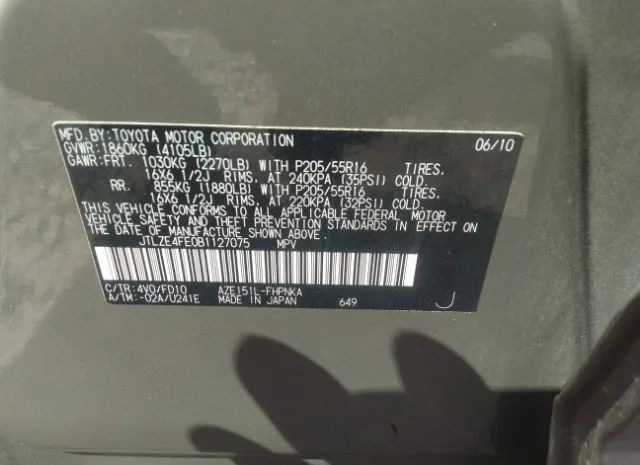 MFD.BY:TOYOTA MOTOR CORPORATION 06/10
GVWR:1860KG (4105LB)
GAWR:FRT. 1030KG (2270LB) WITH P205/55R16 TIRES.
16X6 1/2J RIMS, AT 240KPA (35PSI) COLD.
RR. 855KG (1880LB) WITH P205/55R16 TIRES.
16X6 1/2J RIMS, AT 220KPA (32PSI) COLD.
THIS VEHICLE CONFORMS TO ALL APPLICABLE FEDERAL MOTOR
VEHICLE SAFETY AND THEFT PREVENTION STANDARDS IN EFFECT ON
THE DATE OF MANUFACTURE SHOWN ABOVE.
JTLZE4FE0B1127075 MPV
C/TR:4V0/FD10 AZE151L-FHPNKA
A/TM:-02A/U241E MADE IN JAPAN 649 J